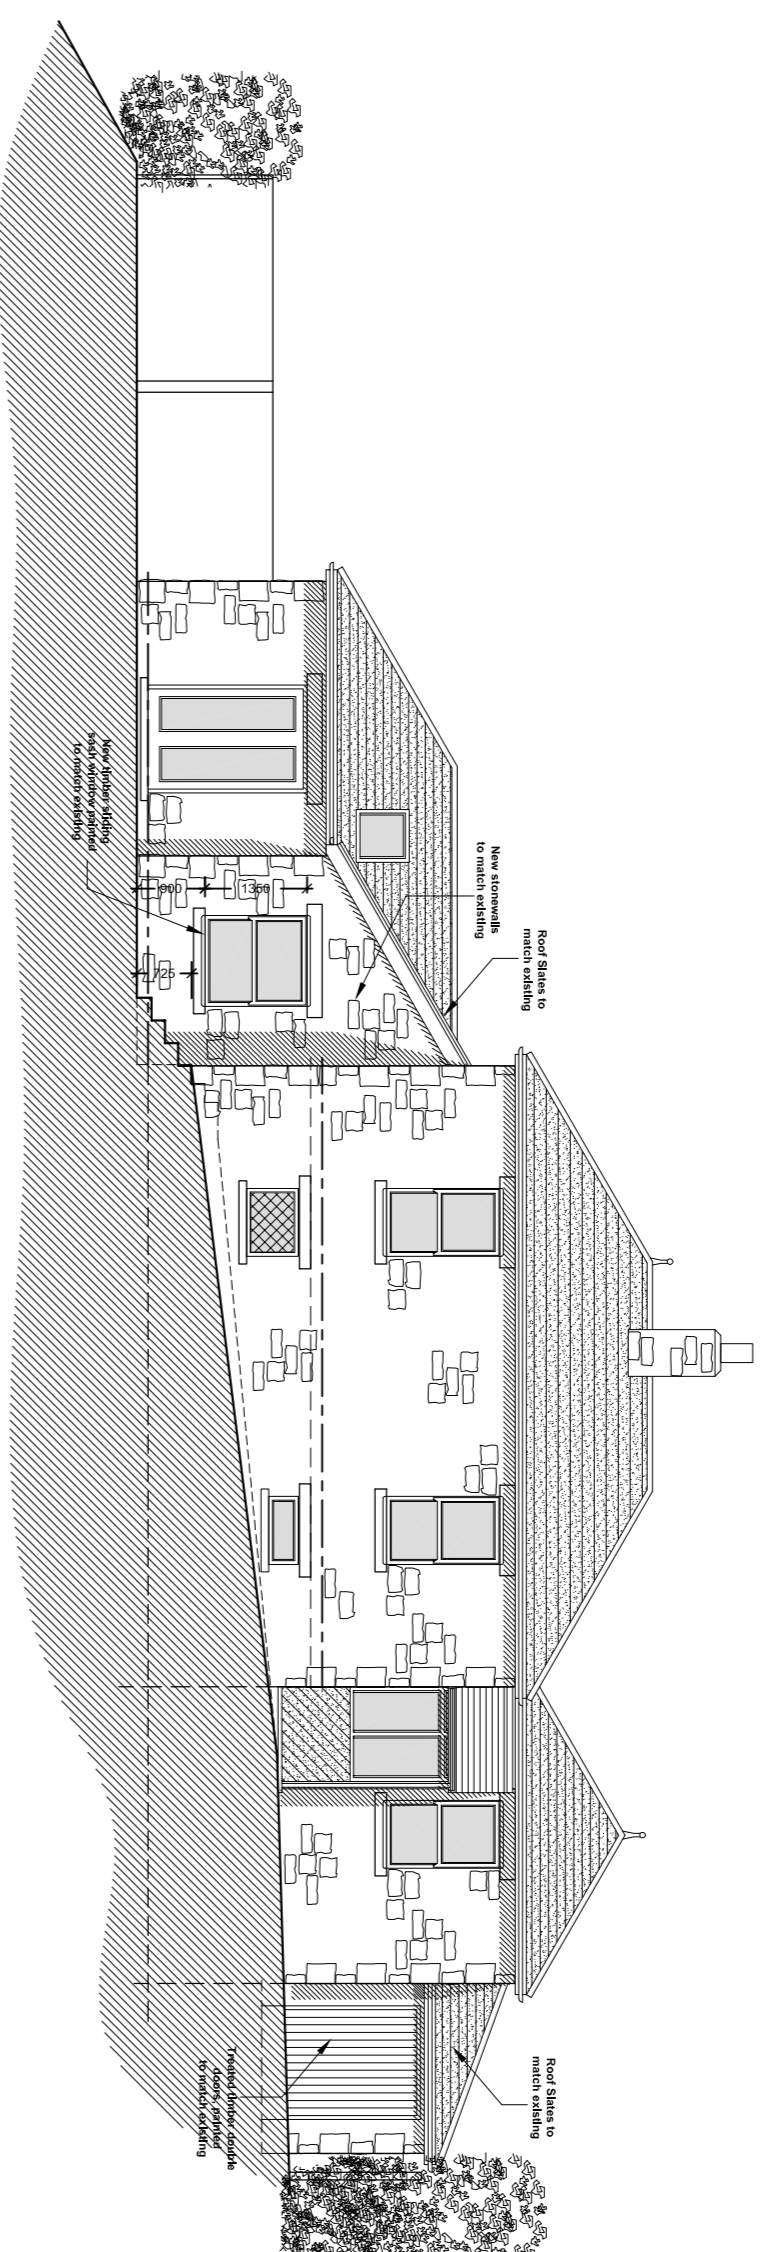 Roof Slates to
match existing
New stonewalls
to match existing
1350
900
725
New timber sliding
sash window painted
to match existing
Roof Slates to
match existing
Treated timber double
doors, painted
to match existing